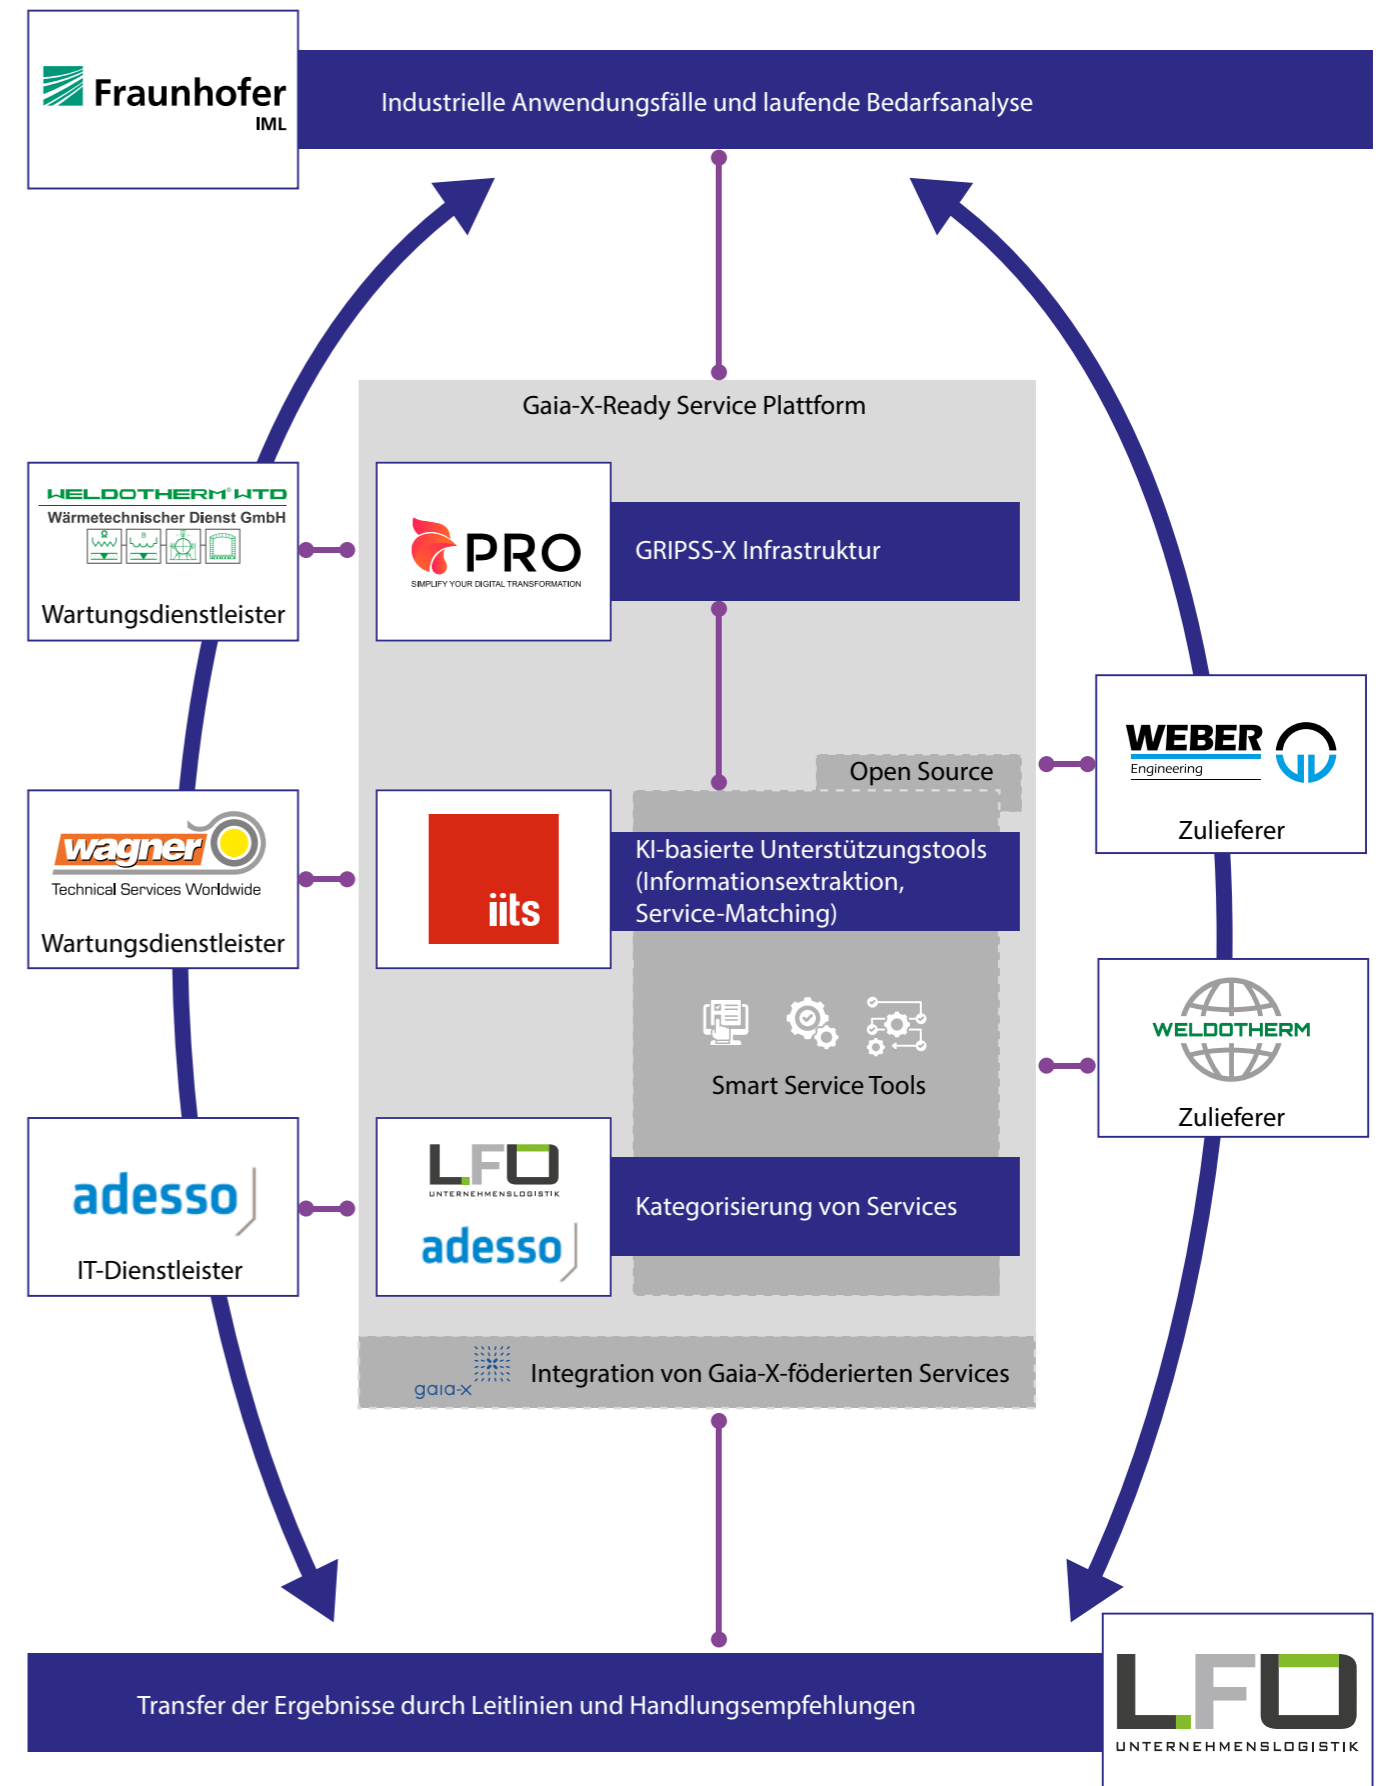 Fraunhofer
IML
Industrielle Anwendungsfälle und laufende Bedarfsanalyse
Gaia-X-Ready Service Plattform
WELDOTHERM® WTD
Wärmetechnischer Dienst GmbH
Wartungsdienstleister
PRO
SIMPLIFY YOUR DIGITAL TRANSFORMATION
GRIPSS-X Infrastruktur
WEBER
Engineering
Zulieferer
Open Source
wagner
Technical Services Worldwide
Wartungsdienstleister
iits
KI-basierte Unterstützungstools
(Informationsextraktion,
Service-Matching)
WELDOTHERM
Zulieferer
Smart Service Tools
adesso
IT-Dienstleister
LFO
UNTERNEHMENSLOGISTIK
adesso
Kategorisierung von Services
gaia-x
Integration von Gaia-X-föderierten Services
Transfer der Ergebnisse durch Leitlinien und Handlungsempfehlungen
LFO
UNTERNEHMENSLOGISTIK